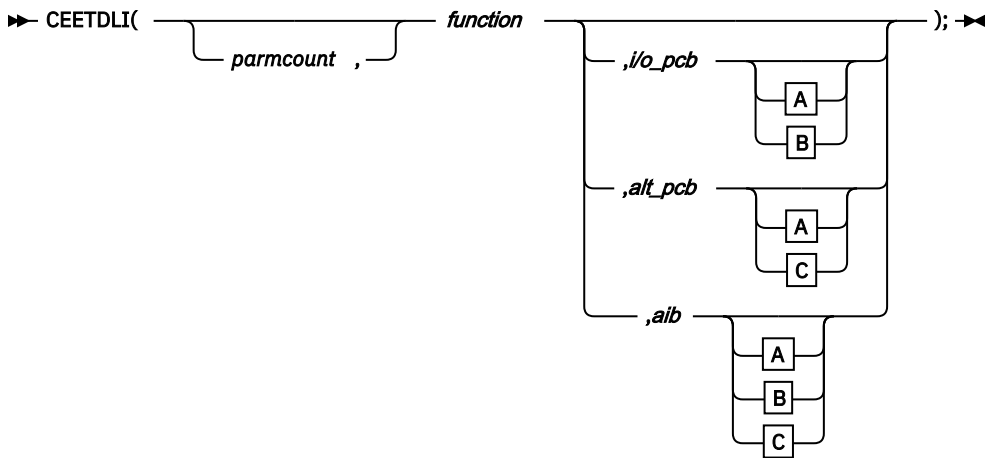 CEETDLI( function );
parmcount ,
,i/o_pcb
A
B
,alt_pcb
A
C
,aib
A
B
C